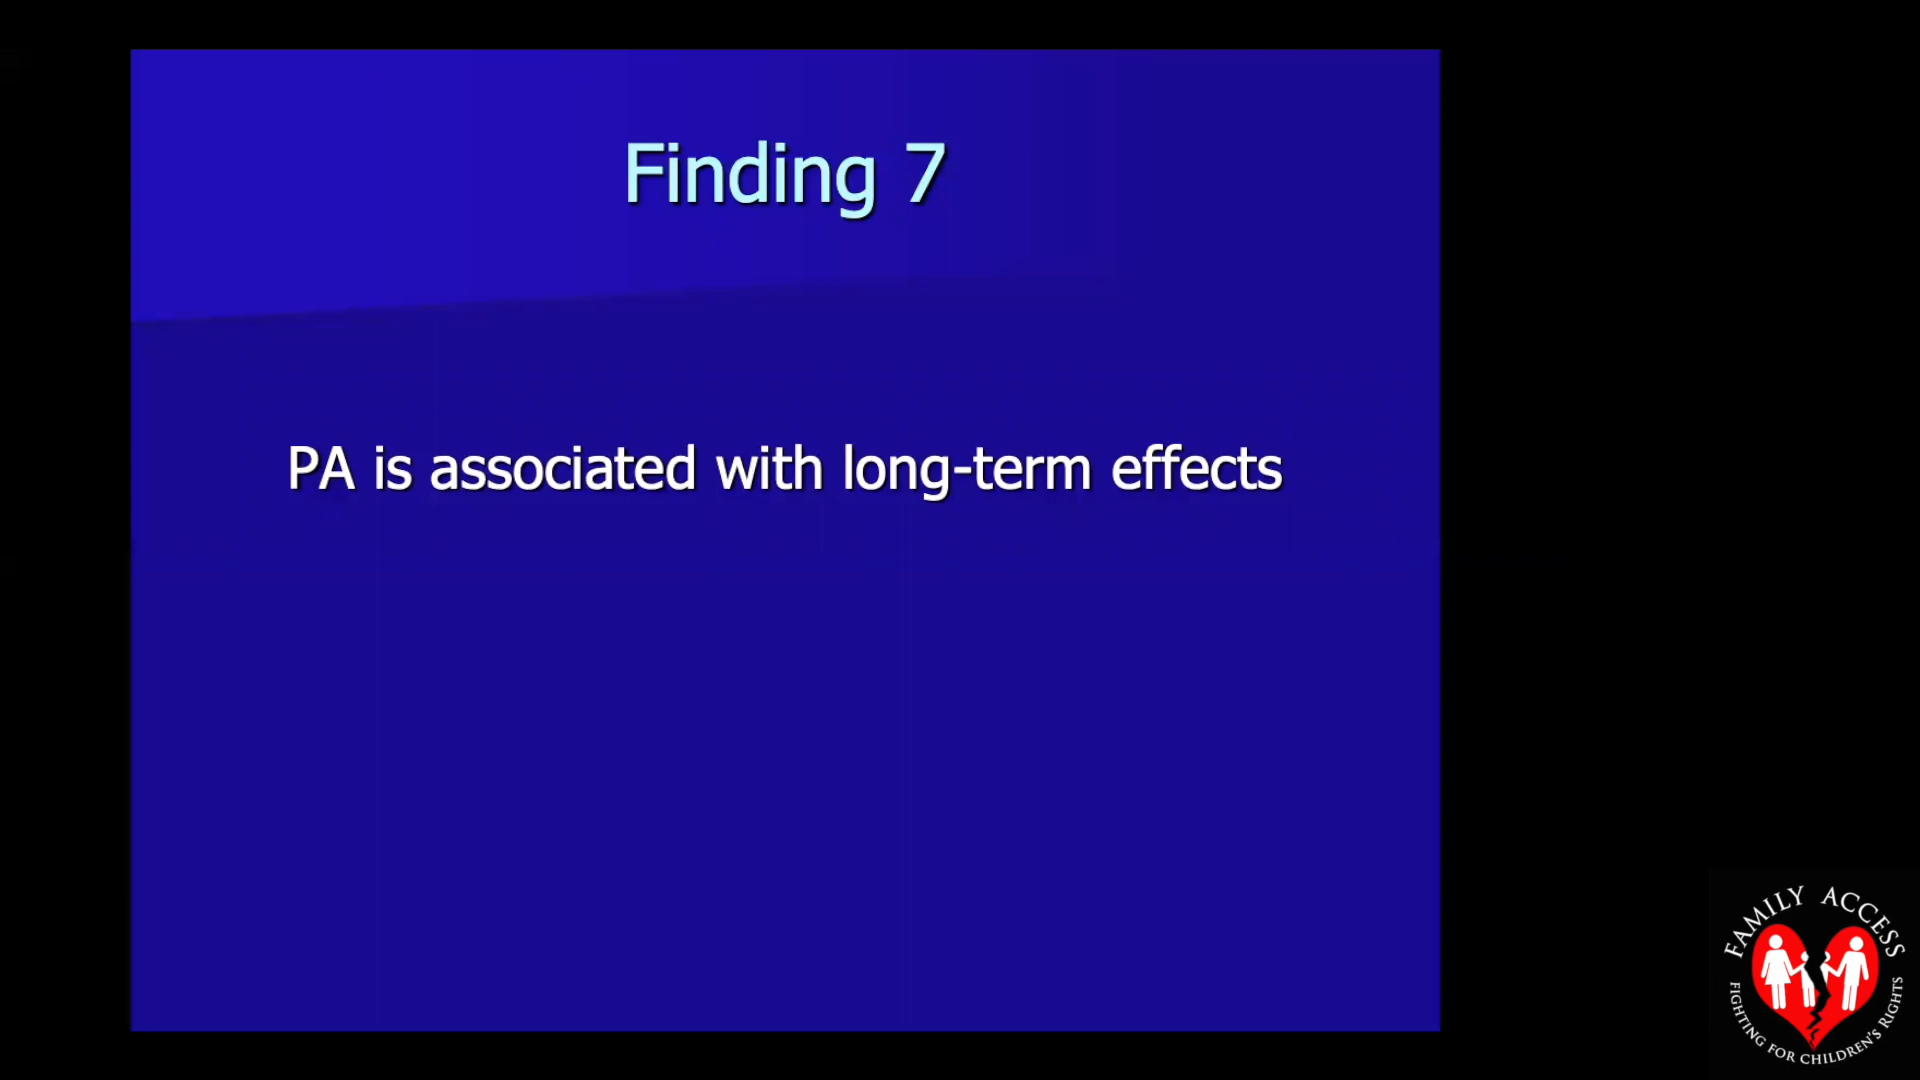 Finding 7
PA is associated with long-term effects
FAMILY ACCESS
FIGHTING FOR CHILDREN'S RIGHTS